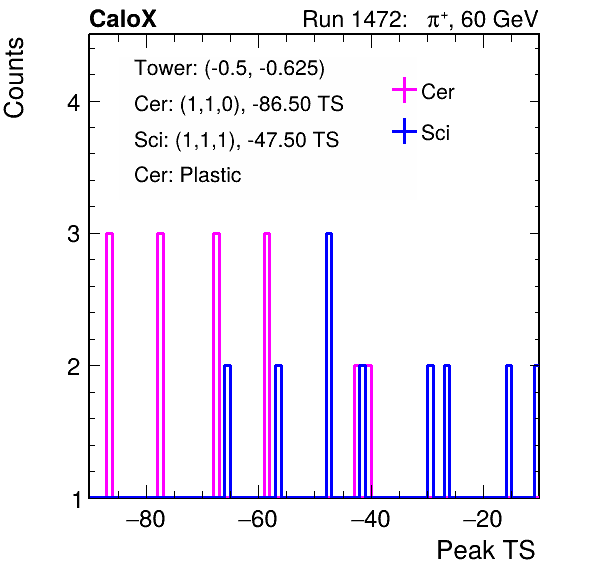 CaloX Run 1472: π⁺, 60 GeV
Counts
Tower: (-0.5, -0.625)
Cer: (1,1,0), -86.50 TS
Sci: (1,1,1), -47.50 TS
Cer: Plastic
Cer
Sci
4
3
2
1
−80 −60 −40 −20
Peak TS